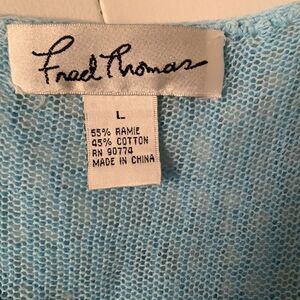 Fred Thomas
L
55% RAMIE
45% COTTON
RN 90774
MADE IN CHINA